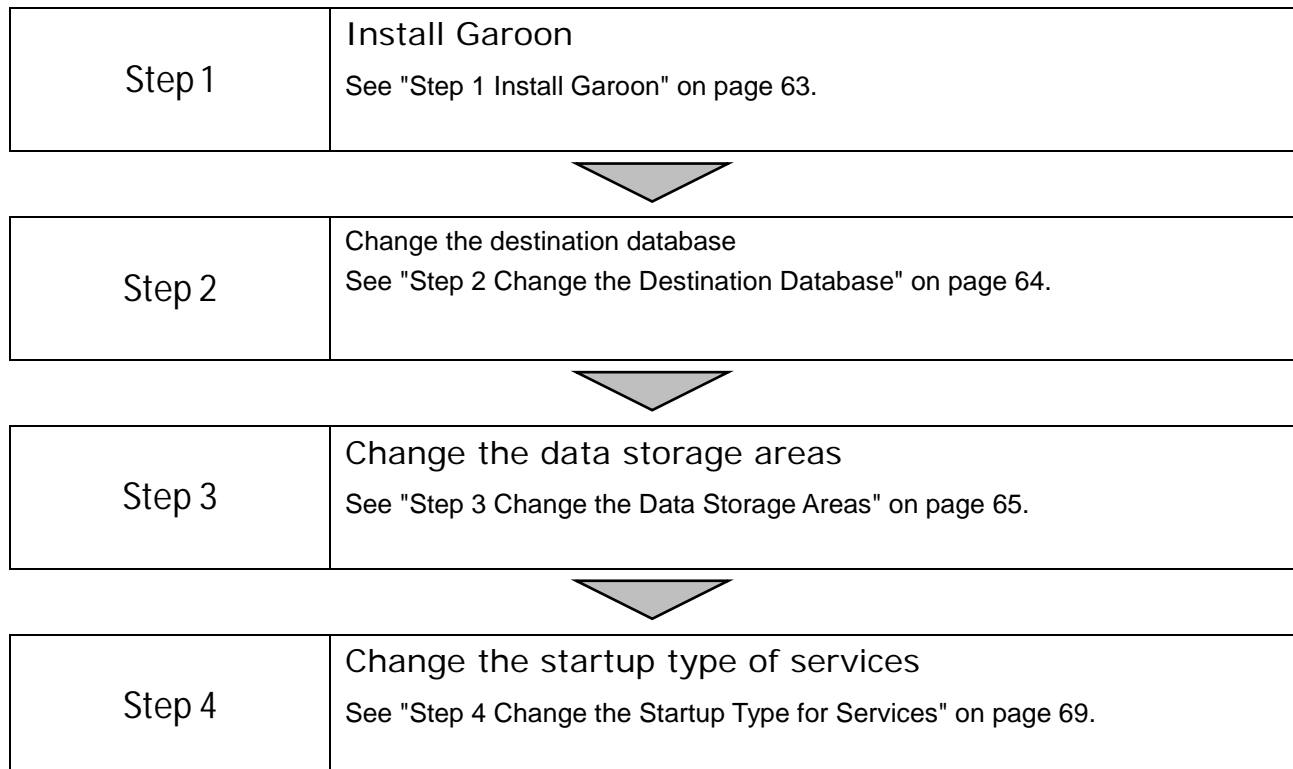 Step 1
Install Garoon
See "Step 1 Install Garoon" on page 63.
Step 2
Change the destination database
See "Step 2 Change the Destination Database" on page 64.
Step 3
Change the data storage areas
See "Step 3 Change the Data Storage Areas" on page 65.
Step 4
Change the startup type of services
See "Step 4 Change the Startup Type for Services" on page 69.